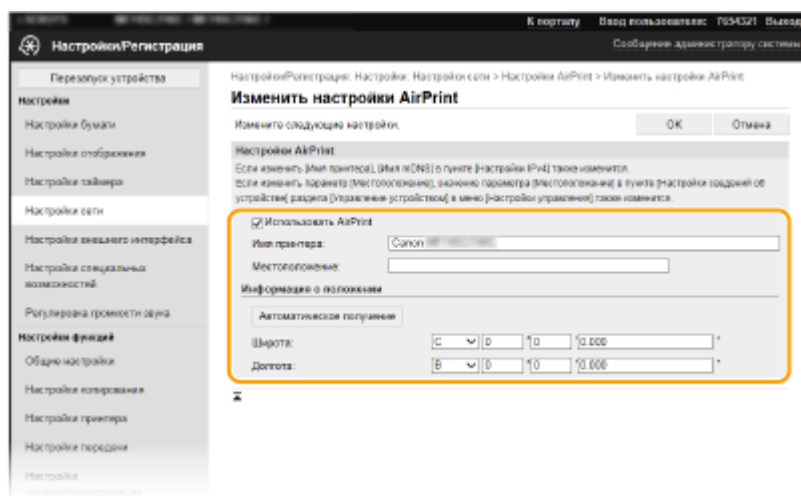 К порталу Ввод пользователем: 7654321 Выход
Настройки/Регистрация Сообщение администратору системы
Перезапуск устройства
Настройки
Настройки бумаги
Настройки отображения
Настройки таймера
Настройки сети
Настройки внешнего интерфейса
Настройки специальных
возможностей
Регулировка громкости звука
Настройки функций
Общие настройки
Настройки копирования
Настройки принтера
Настройки передачи
Настройки
Настройки/Регистрация: Настройки: Настройки сети > Настройки AirPrint > Изменить настройки AirPrint
Изменить настройки AirPrint
Измените следующие настройки. OK Отмена
Настройки AirPrint
Если изменить [Имя принтера], [Имя mDNS] в пункте [Настройки IPv4] также изменится.
Если изменить параметр [Местоположение], значение параметра [Местоположение] в пункте [Настройки сведений об
устройстве] раздела [Управление устройством] в меню [Настройки управления] также изменится.
Использовать AirPrint
Имя принтера: Canon
Местоположение:
Информация о положении
Автоматическое получение
Широта: С 0 ° 0 ' 0.000 "
Долгота: В 0 ° 0 ' 0.000 "